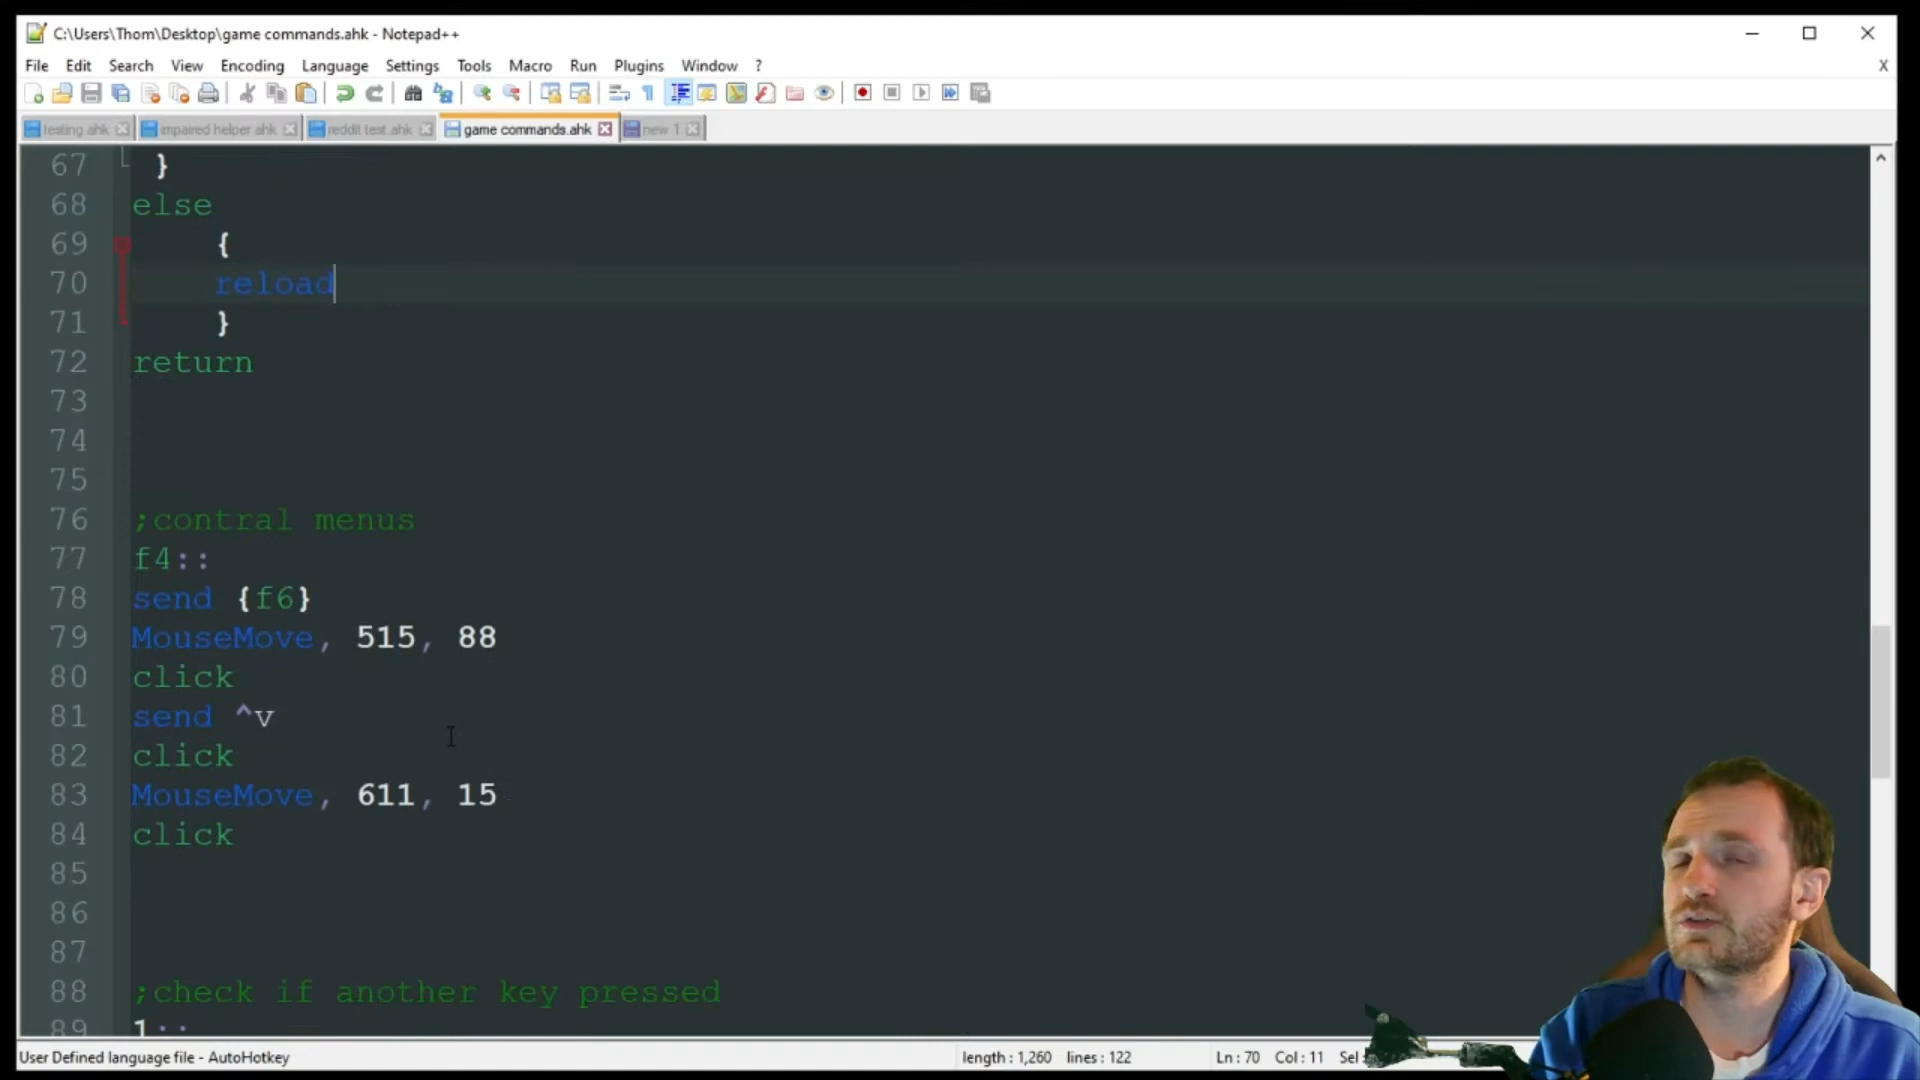 C:\Users\Thom\Desktop\game commands.ahk - Notepad++
File Edit Search View Encoding Language Settings Tools Macro Run Plugins Window ? X
testing.ahk impaired helper.ahk reddit test.ahk game commands.ahk new 1
67 }
68 else
69 {
70 reload
71 }
72 return
73
74
75
76 ;contral menus
77 f4::
78 send {f6}
79 MouseMove, 515, 88
80 click
81 send ^v
82 click
83 MouseMove, 611, 15
84 click
85
86
87
88 ;check if another key pressed
89 1::
User Defined language file - AutoHotkey length : 1,260 lines : 122 Ln : 70 Col : 11 Sel :